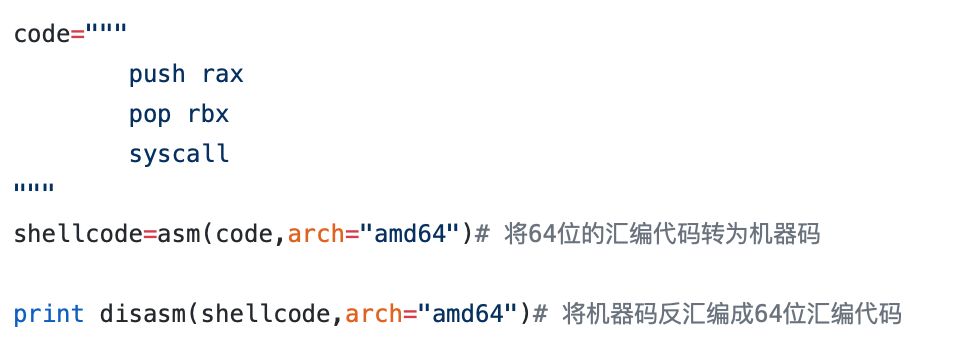 code="""
        push rax
        pop rbx
        syscall
"""
shellcode=asm(code,arch="amd64")# 将64位的汇编代码转为机器码
print disasm(shellcode,arch="amd64")# 将机器码反汇编成64位汇编代码